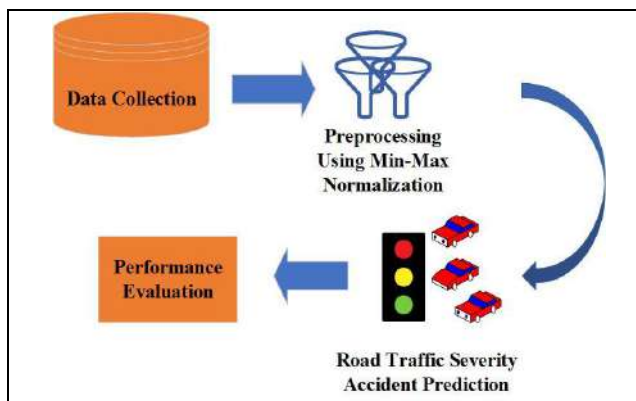 Data Collection
Preprocessing
Using Min-Max
Normalization
Performance
Evaluation
Road Traffic Severity
Accident Prediction